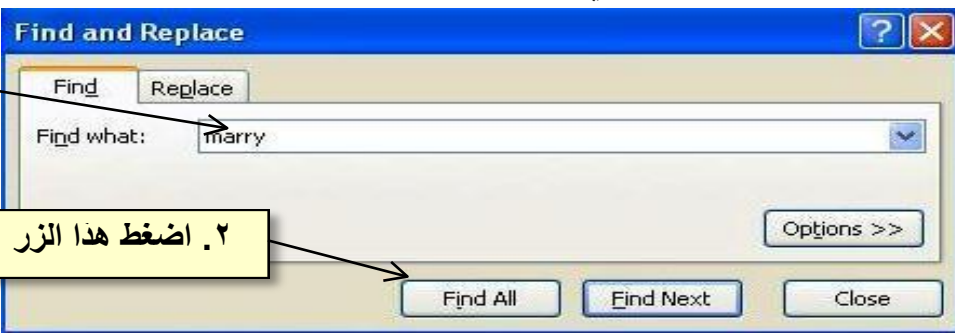 Find and Replace
Find Replace
Find what: marry
Options >>
٢. اضغط هذا الزر
Find All Find Next Close